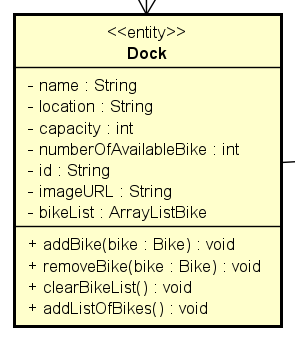 <<entity>>
Dock
- name : String
- location : String
- capacity : int
- numberOfAvailableBike : int
- id : String
- imageURL : String
- bikeList : ArrayListBike
+ addBike(bike : Bike) : void
+ removeBike(bike : Bike) : void
+ clearBikeList() : void
+ addListOfBikes() : void